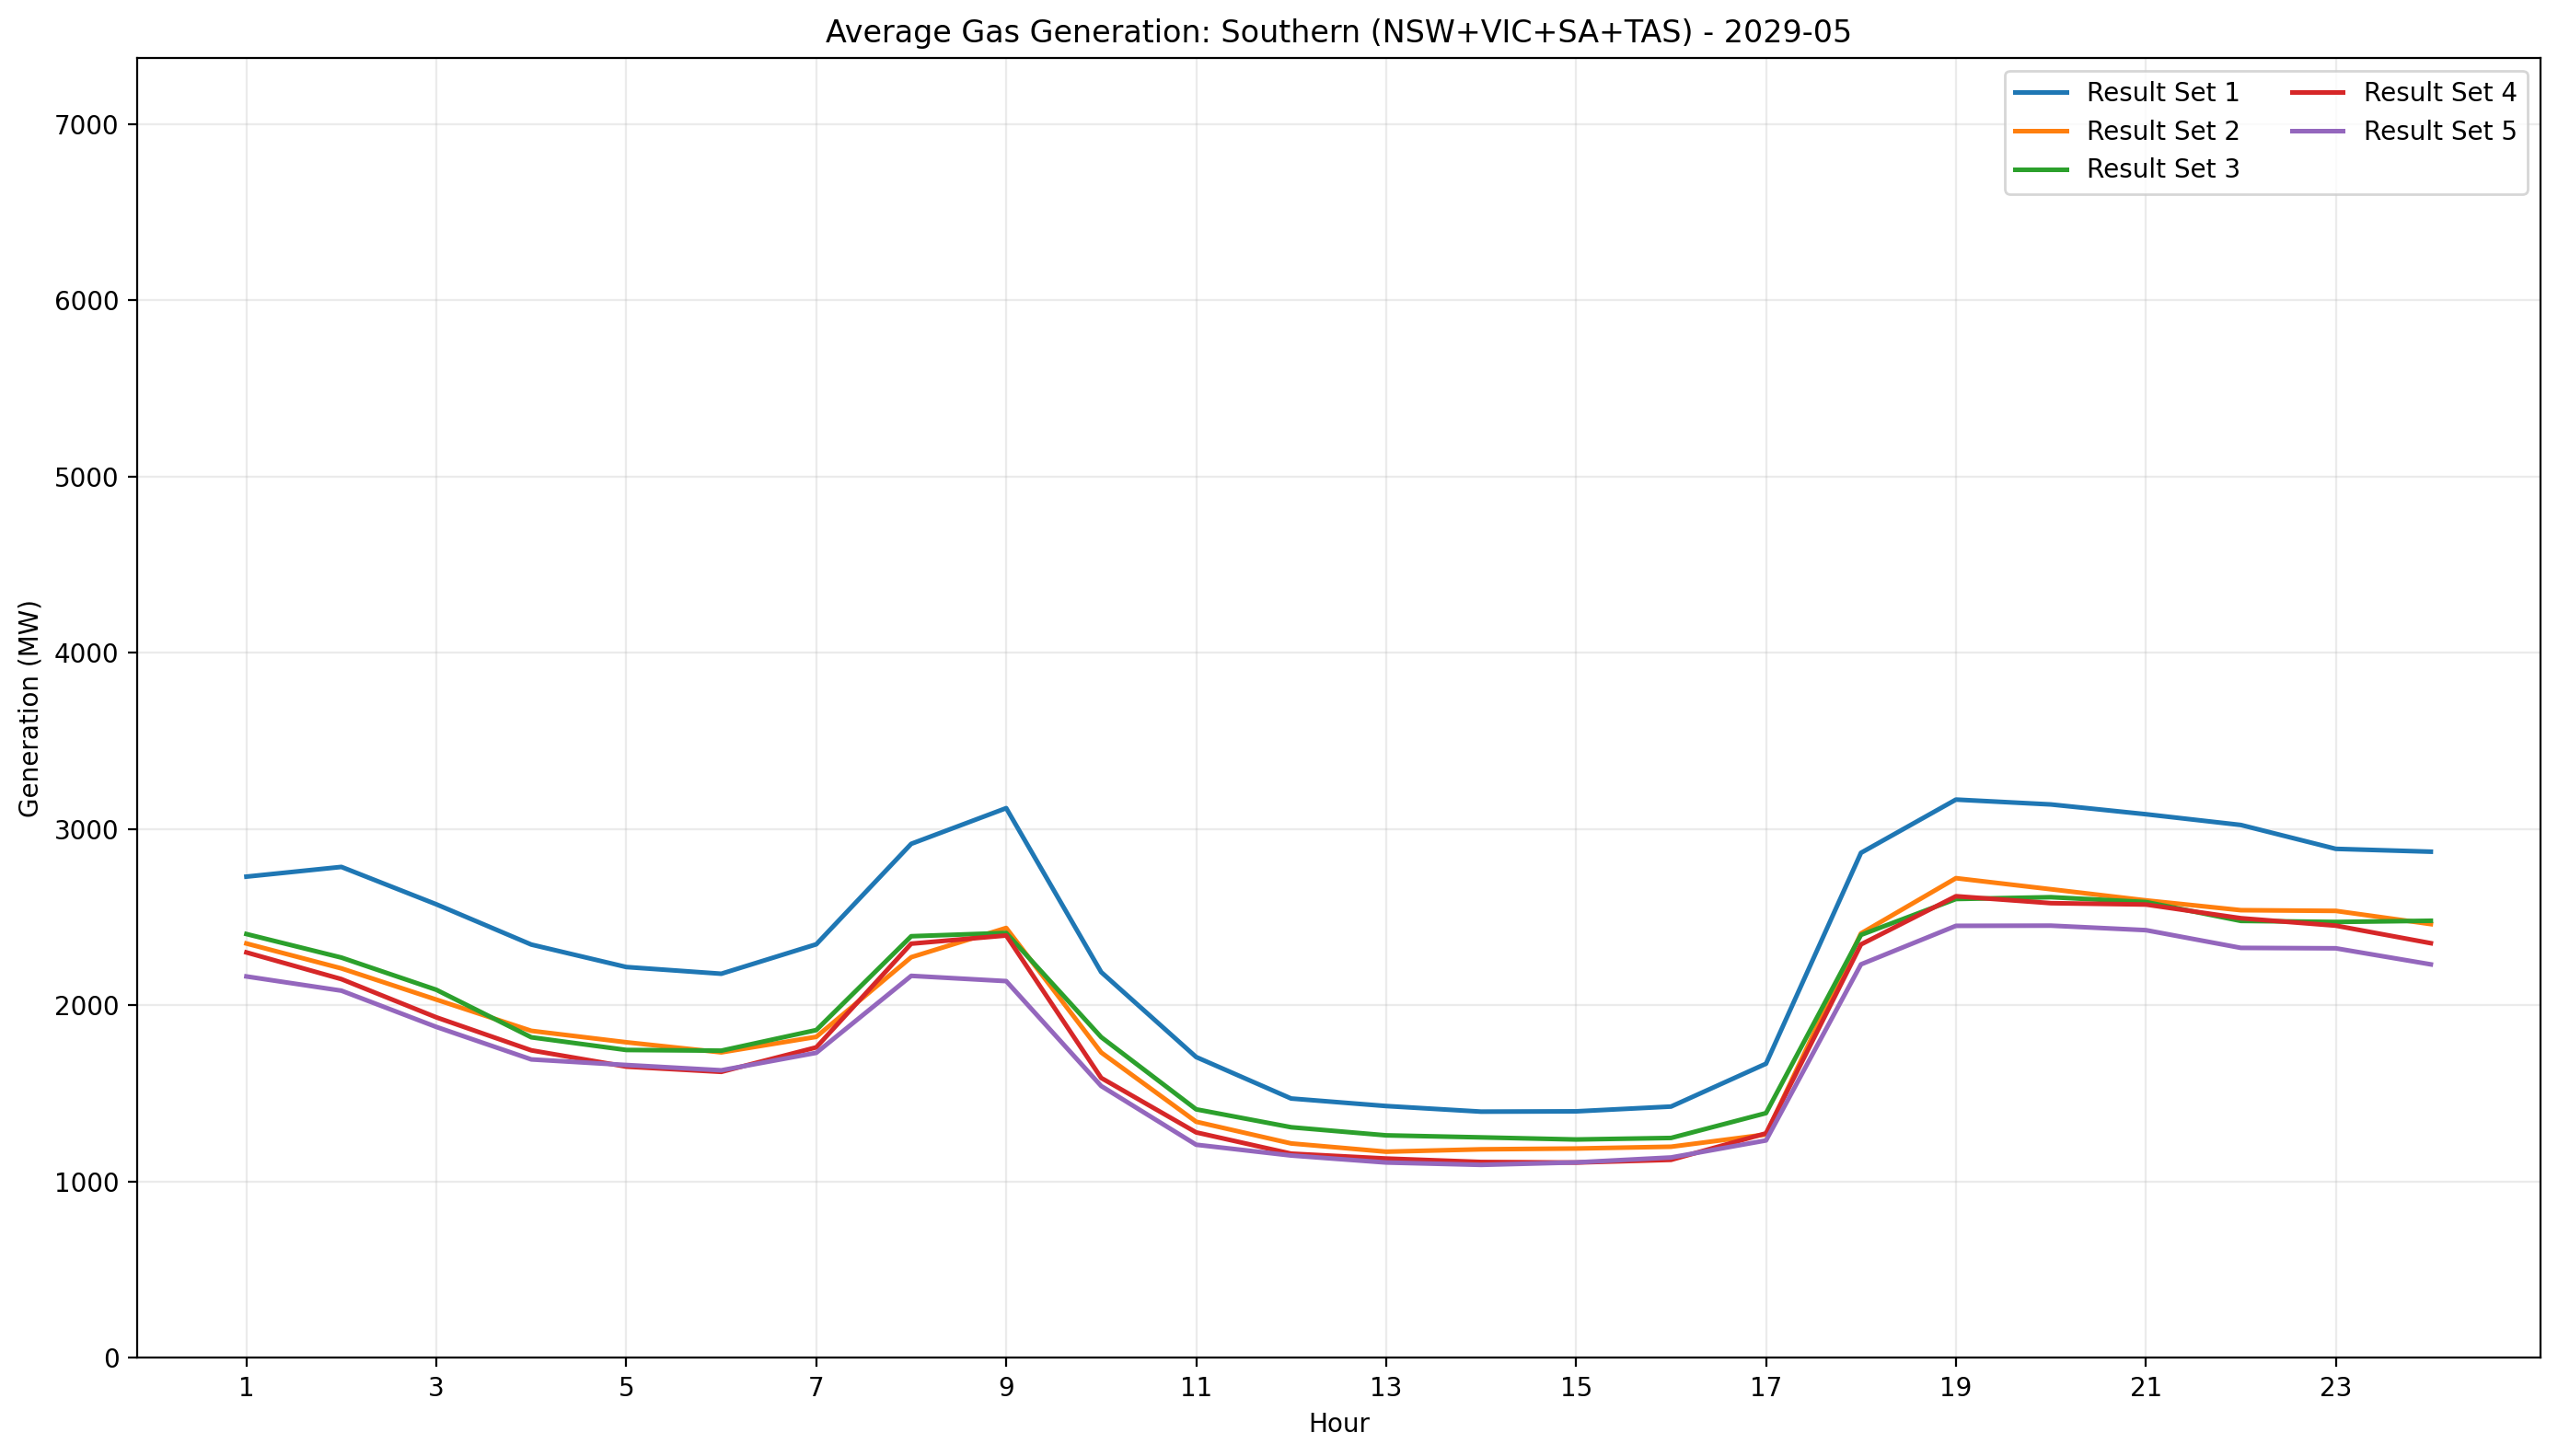 Average Gas Generation: Southern (NSW+VIC+SA+TAS) - 2029-05
Result Set 1
Result Set 2
Result Set 3
Result Set 4
Result Set 5
Generation (MW)
7000
6000
5000
4000
3000
2000
1000
0
1 3 5 7 9 11 13 15 17 19 21 23
Hour